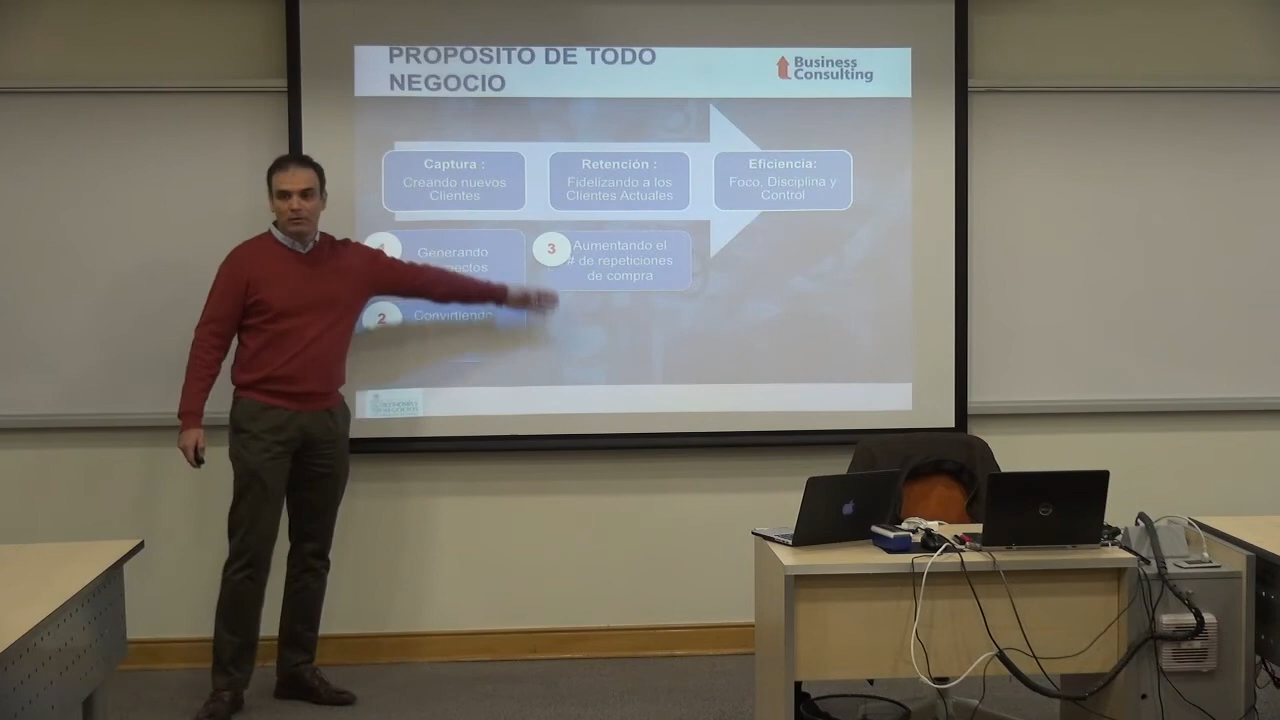 PROPOSITO DE TODO
NEGOCIO
Business
Consulting
Captura :
Creando nuevos
Clientes
Retención :
Fidelizando a los
Clientes Actuales
Eficiencia:
Foco, Disciplina y
Control
Generando
3
Aumentando el
# de repeticiones
de compra
2
Convirtiendo